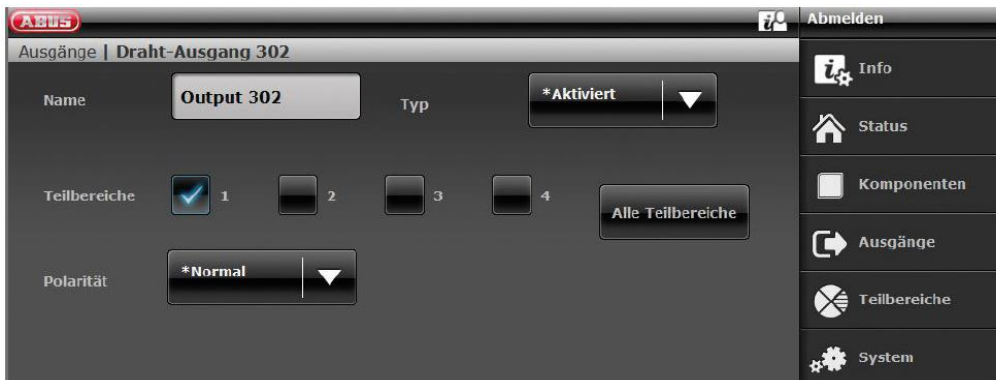 ABUS
Abmelden
Ausgänge | Draht-Ausgang 302
Name
Output 302
Typ
*Aktiviert
Teilbereiche
1
2
3
4
Alle Teilbereiche
Polarität
*Normal
Info
Status
Komponenten
Ausgänge
Teilbereiche
System